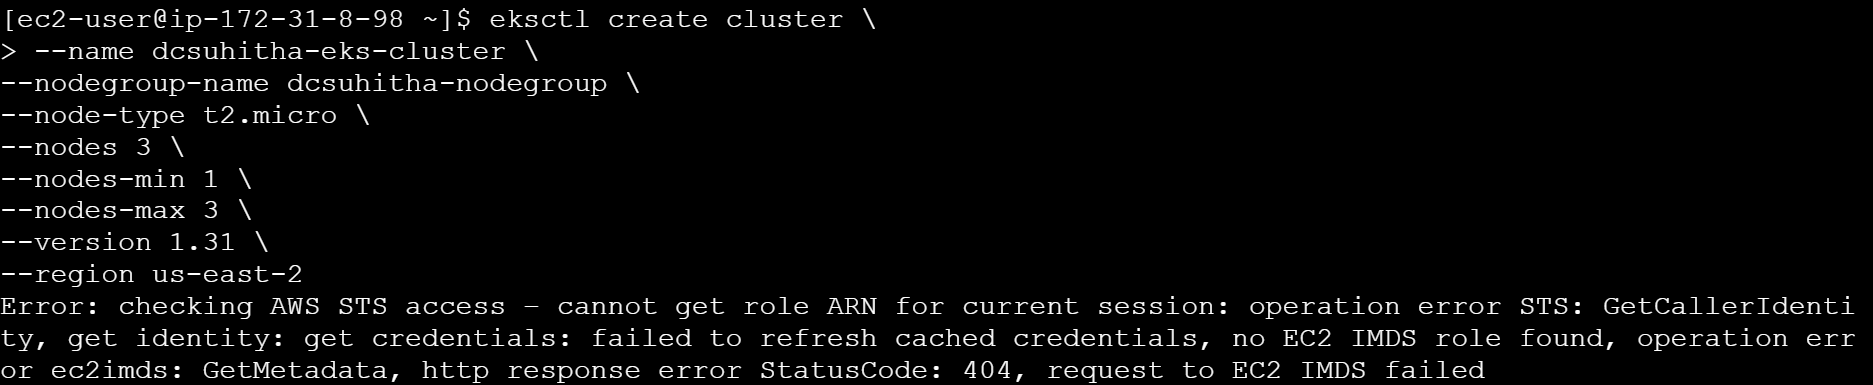 [ec2-user@ip-172-31-8-98 ~]$ eksctl create cluster \
> --name dcsuhitha-eks-cluster \
--nodegroup-name dcsuhitha-nodegroup \
--node-type t2.micro \
--nodes 3 \
--nodes-min 1 \
--nodes-max 3 \
--version 1.31 \
--region us-east-2
Error: checking AWS STS access – cannot get role ARN for current session: operation error STS: GetCallerIdenti
ty, get identity: get credentials: failed to refresh cached credentials, no EC2 IMDS role found, operation err
or ec2imds: GetMetadata, http response error StatusCode: 404, request to EC2 IMDS failed